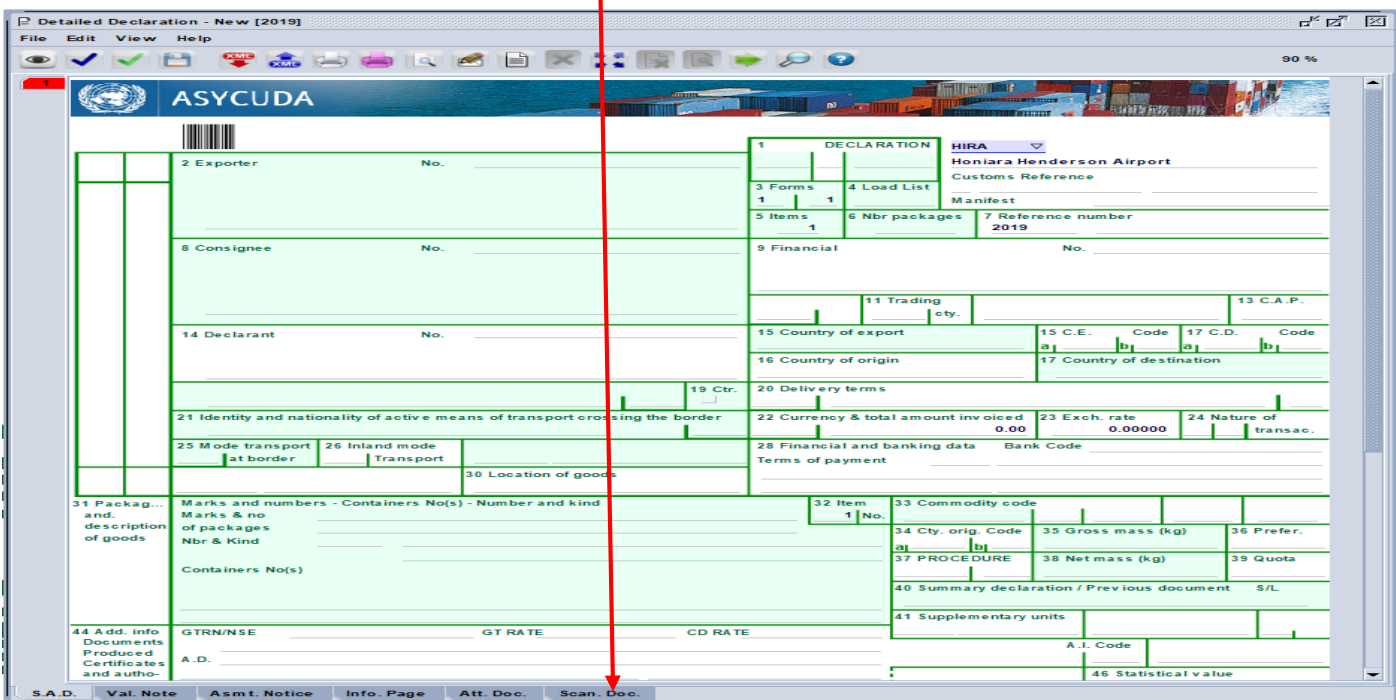 Detailed Declaration - New [2019]
File Edit View Help
XML XML 90 %
1
ASYCUDA
1 DECLARATION HIRA
2 Exporter No. Honiara Henderson Airport
Customs Reference
3 Forms 4 Load List
1 1 Manifest
5 Items 6 Nbr packages 7 Reference number
1 2019
8 Consignee No. 9 Financial No.
11 Trading 13 C.A.P.
cty.
14 Declarant No. 15 Country of export 15 C.E. Code 17 C.D. Code
a b a b
16 Country of origin 17 Country of destination
19 Ctr. 20 Delivery terms
21 Identity and nationality of active means of transport crossing the border 22 Currency & total amount invoiced 23 Exch. rate 24 Nature of
0.00 0.00000 transac.
25 Mode transport 26 Inland mode 28 Financial and banking data Bank Code
at border Transport Terms of payment
30 Location of goods
31 Packag... Marks and numbers - Containers No(s) - Number and kind 32 Item 33 Commodity code
and. Marks & no 1 No.
description of packages 34 Cty. orig. Code 35 Gross mass (kg) 36 Prefer.
of goods Nbr & Kind a b
37 PROCEDURE 38 Net mass (kg) 39 Quota
Containers No(s)
40 Summary declaration / Previous document S/L
41 Supplementary units
44 Add. info GTRN/NSE GT RATE CD RATE
Documents A.I. Code
Produced A.D.
Certificates
and autho- 46 Statistical value
S.A.D. Val. Note Asmt. Notice Info. Page Att. Doc. Scan. Doc.